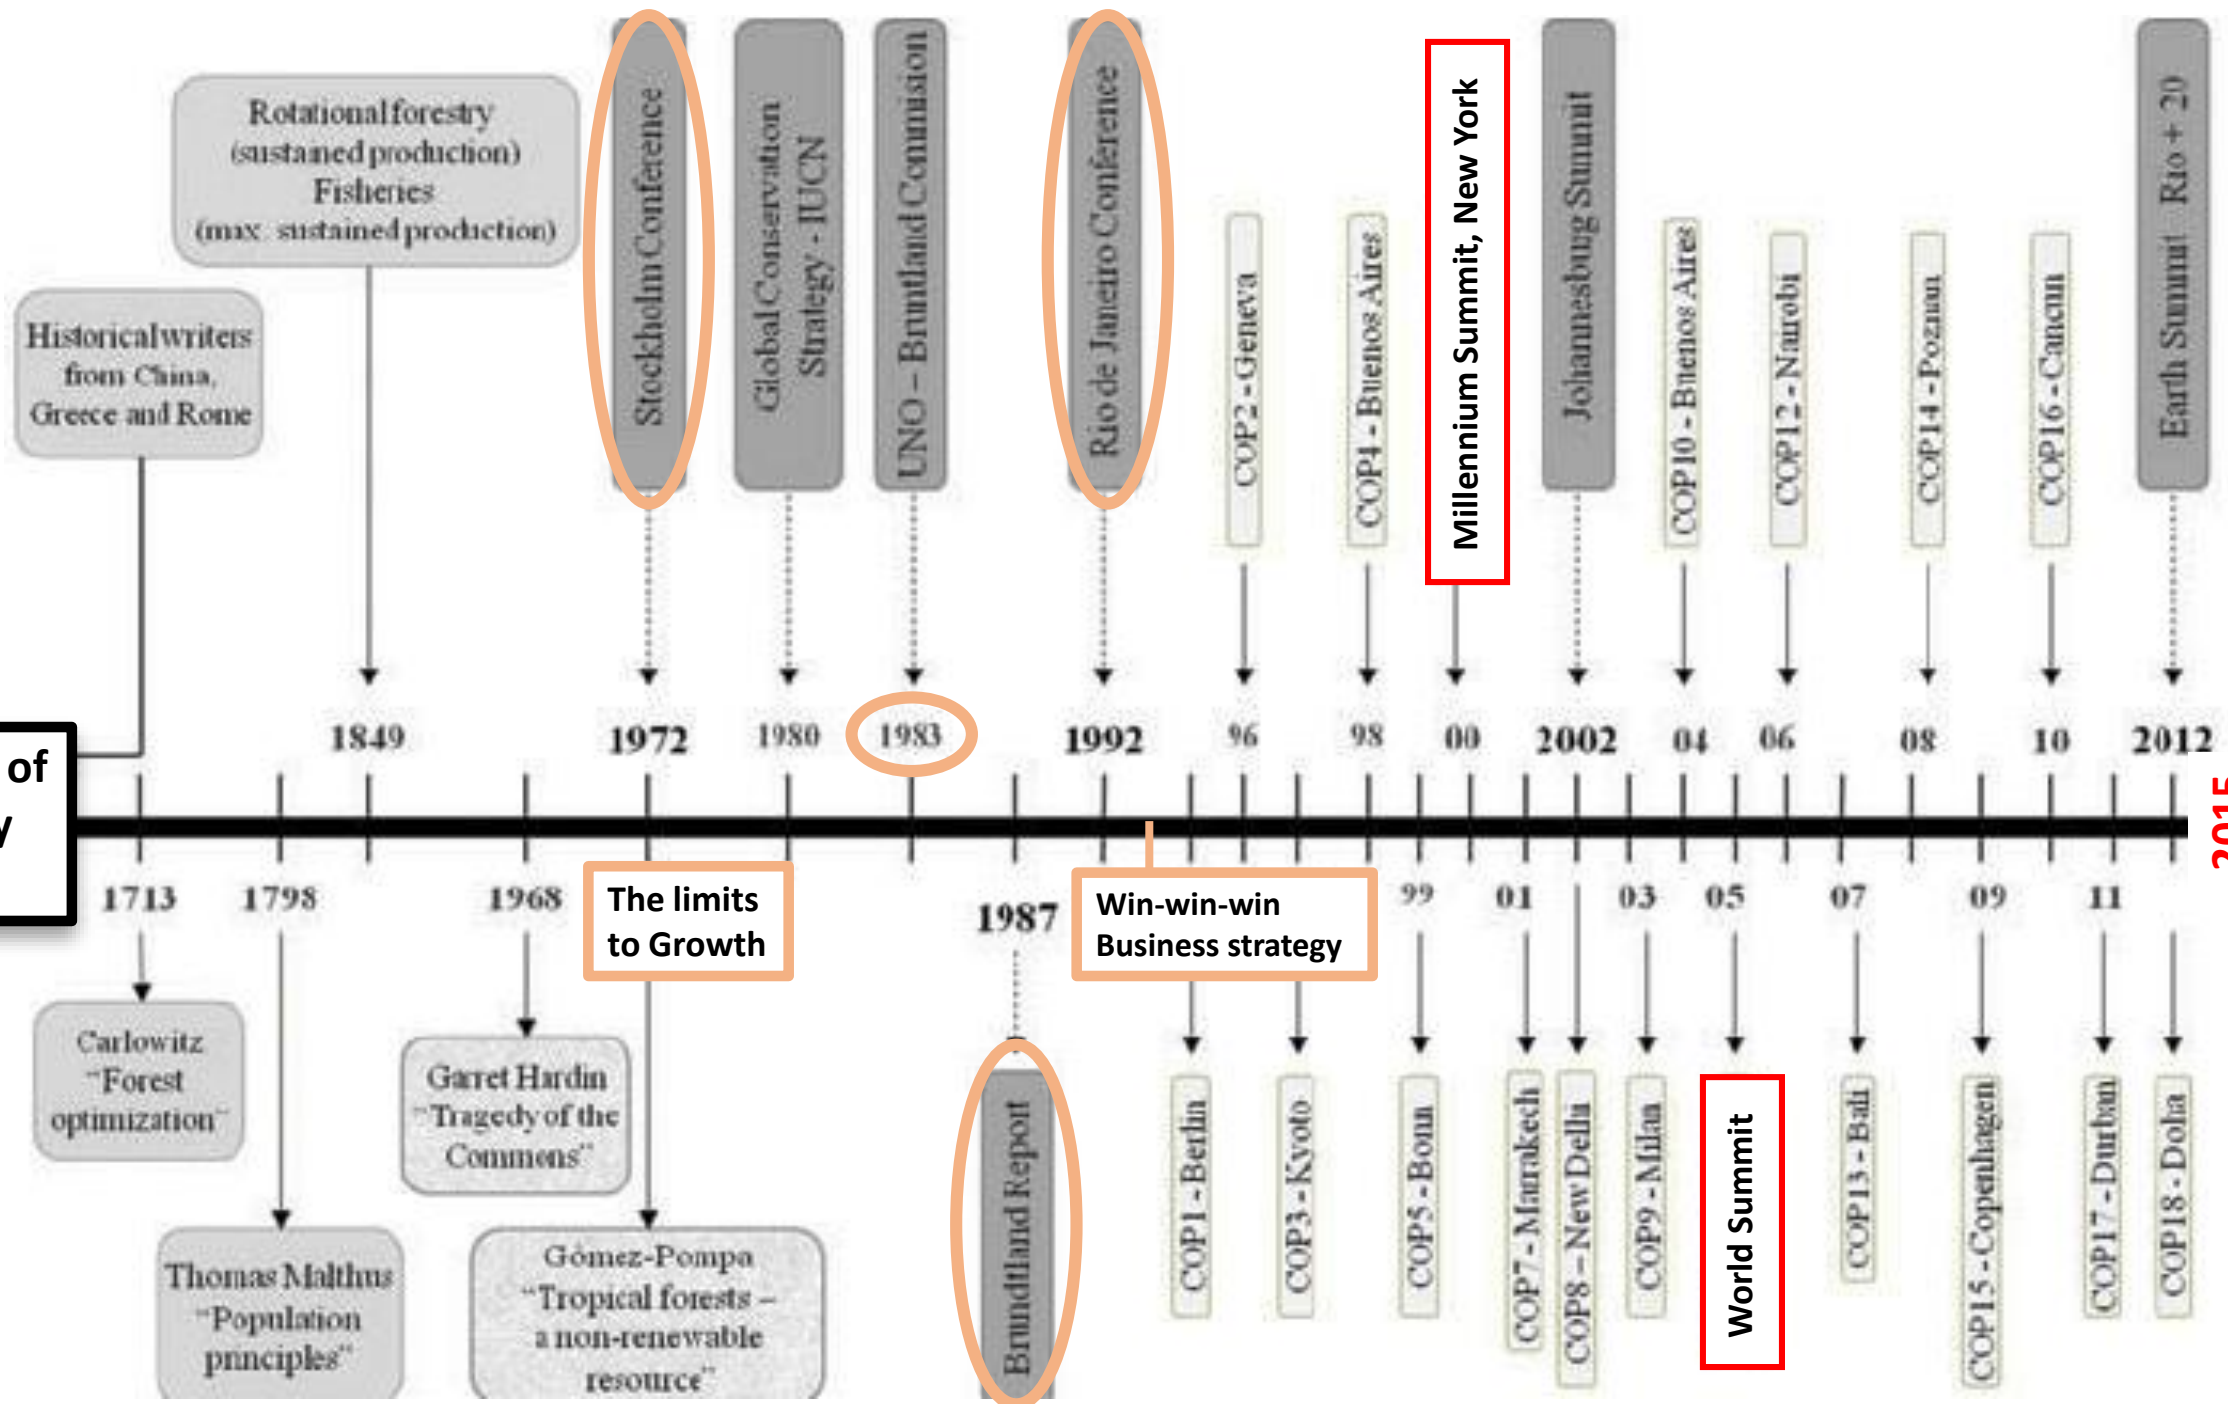 Rotational forestry
(sustained production)
Fisheries
(max. sustained production)
Historical writers
from China,
Greece and Rome
Stockholm Conference
Global Conservation
Strategy - IUCN
UNO – Bruntland Commision
Rio de Janeiro Conference
COP2 - Geneva
COP4 - Buenos Aires
Millennium Summit, New York
Johannesburg Summit
COP10 - Buenos Aires
COP12 - Nairobi
COP14 - Poznan
COP16 - Cancun
Earth Summit Rio + 20
1849
1972
1980
1983
1992
96
98
00
2002
04
06
08
10
2012
of
y
2015
1713
1798
1968
The limits
to Growth
1987
Win-win-win
Business strategy
99
01
03
05
07
09
11
Carlowitz
"Forest
optimization"
Thomas Malthus
"Population
principles"
Garret Hardin
"Tragedy of the
Commons"
Gómez-Pompa
"Tropical forests –
a non-renewable
resource"
Brundtland Report
COP1 - Berlin
COP3 - Kyoto
COP5 - Bonn
COP7 - Marrakech
COP8 – New Delhi
COP9 - Milan
World Summit
COP13 - Bali
COP15 - Copenhagen
COP17 - Durban
COP18 - Doha